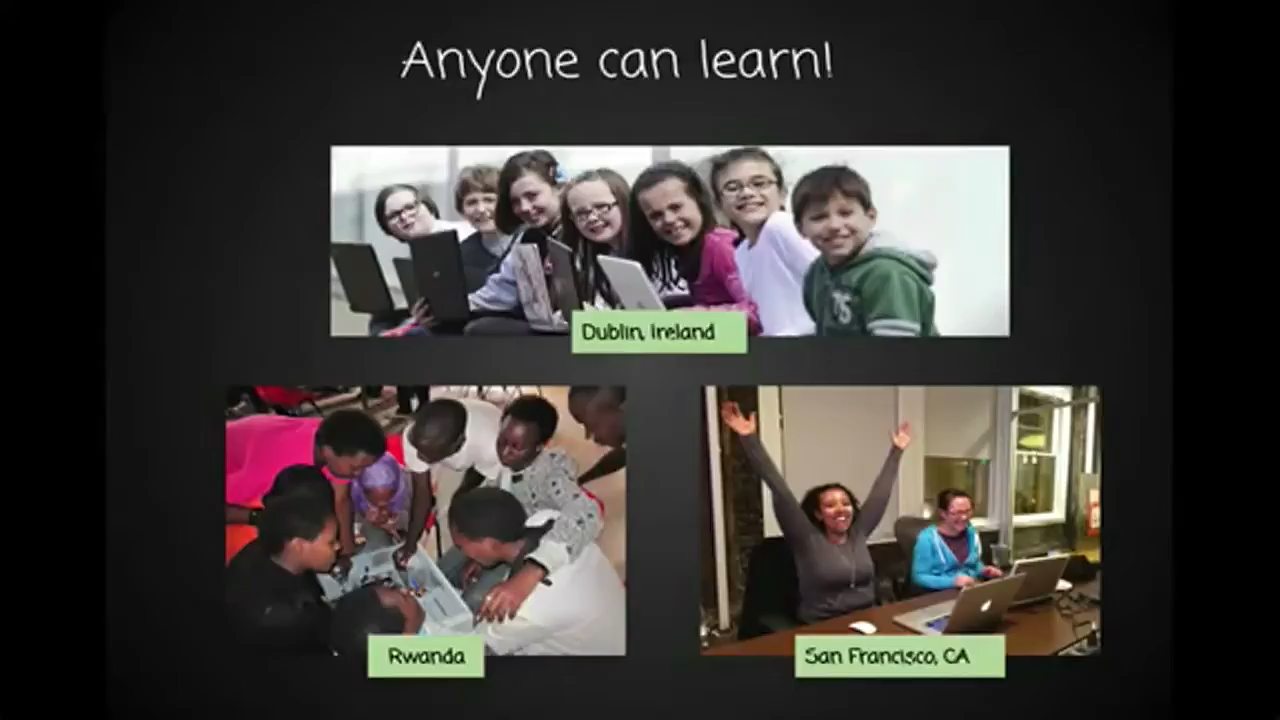 Anyone can learn!
Dublin, Ireland
Rwanda
San Francisco, CA